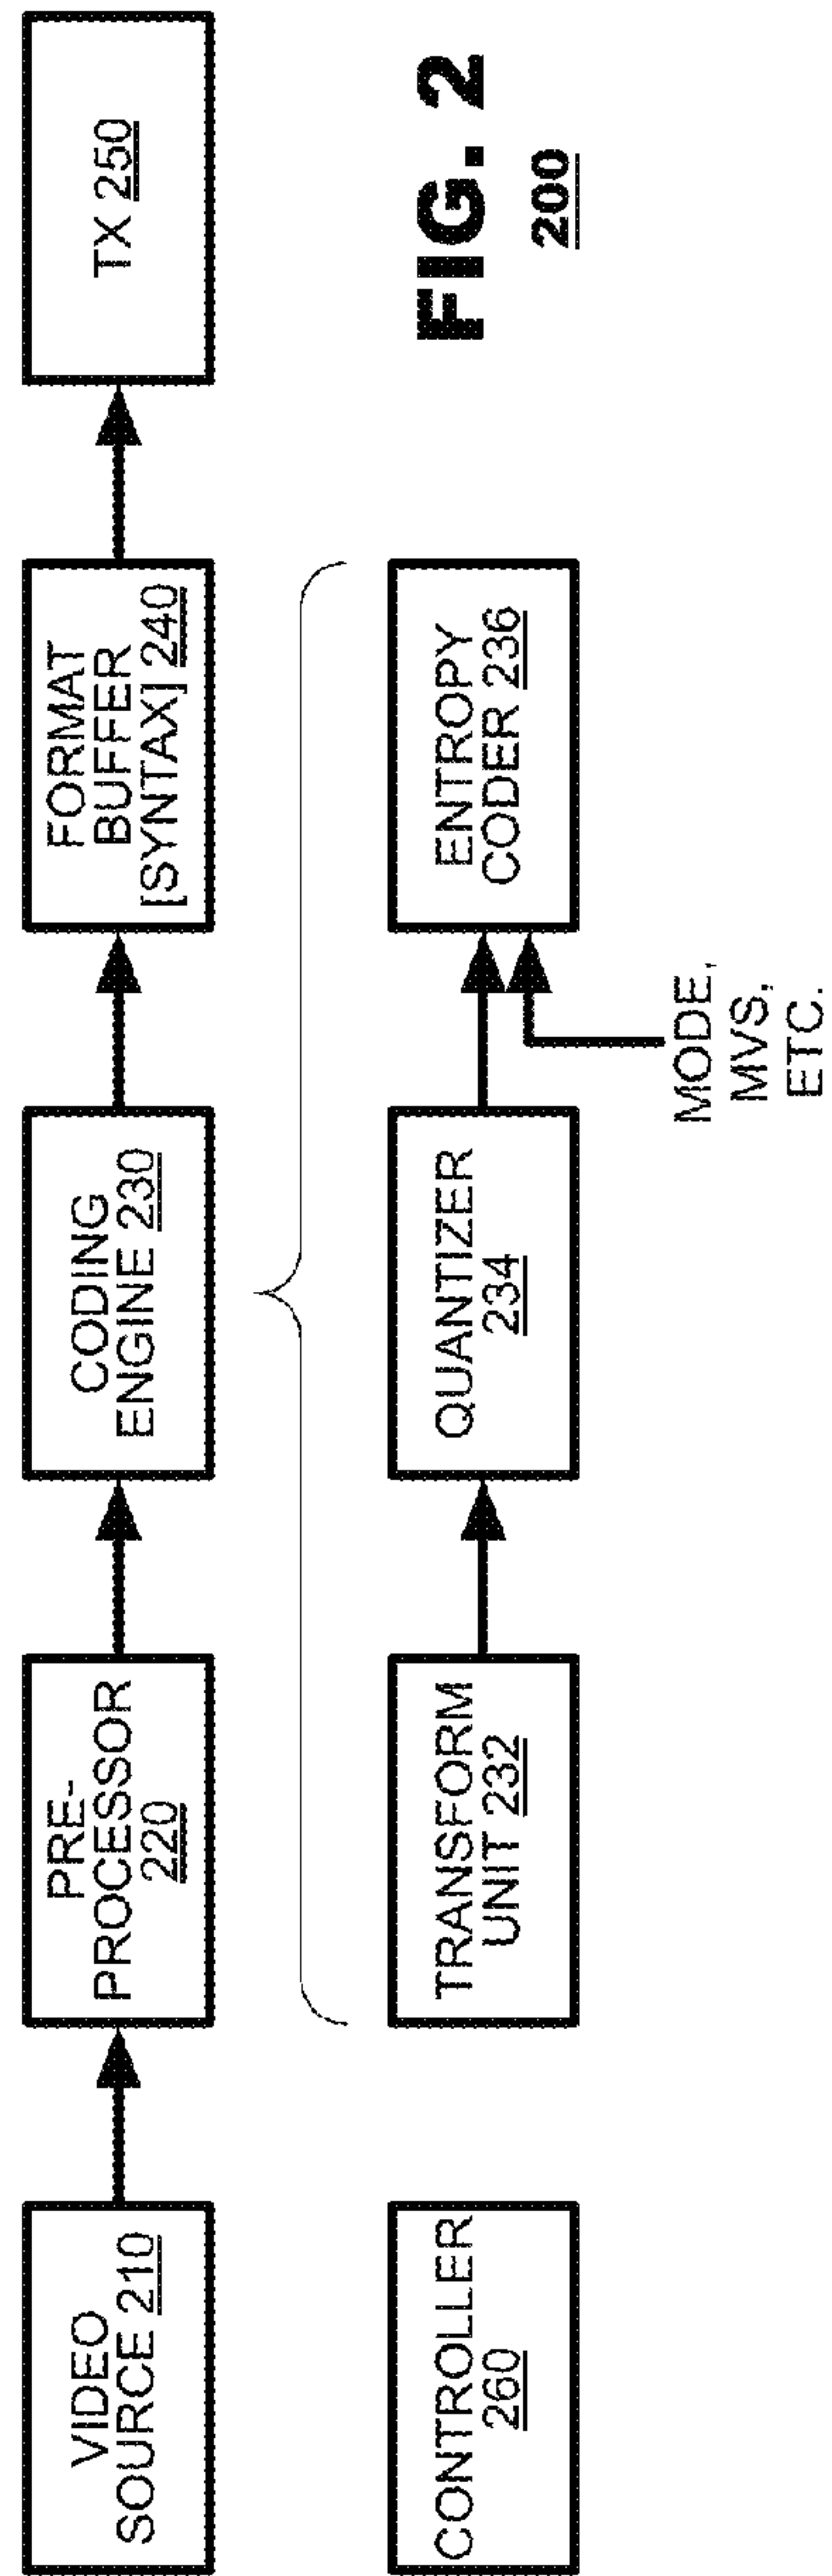 VIDEO
SOURCE 210
PRE-
PROCESSOR
220
CODING
ENGINE 230
FORMAT
BUFFER
[SYNTAX] 240
TX 250
CONTROLLER
260
TRANSFORM
UNIT 232
QUANTIZER
234
ENTROPY
CODER 236
MODE,
MVS,
ETC.
FIG. 2
200